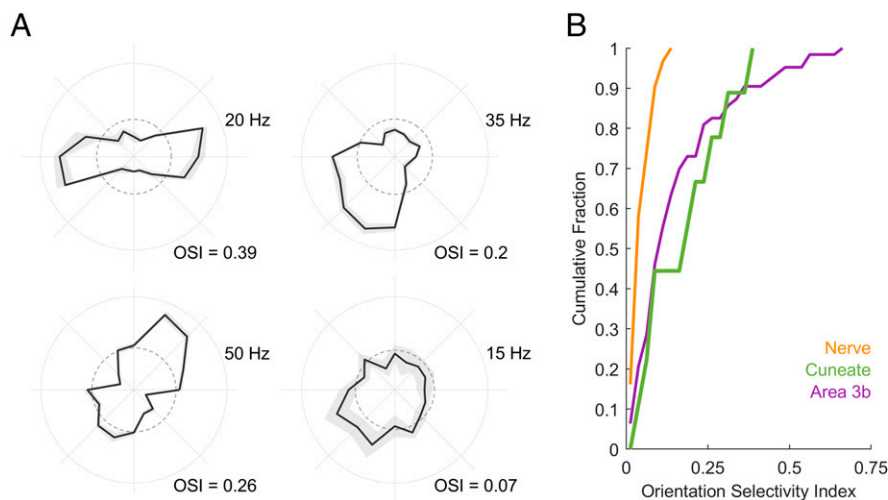 A
20 Hz
OSI = 0.39
35 Hz
OSI = 0.2
50 Hz
OSI = 0.26
15 Hz
OSI = 0.07
B
Cumulative Fraction
1
0.9
0.8
0.7
0.6
0.5
0.4
0.3
0.2
0.1
0
Nerve
Cuneate
Area 3b
0 0.25 0.5 0.75
Orientation Selectivity Index